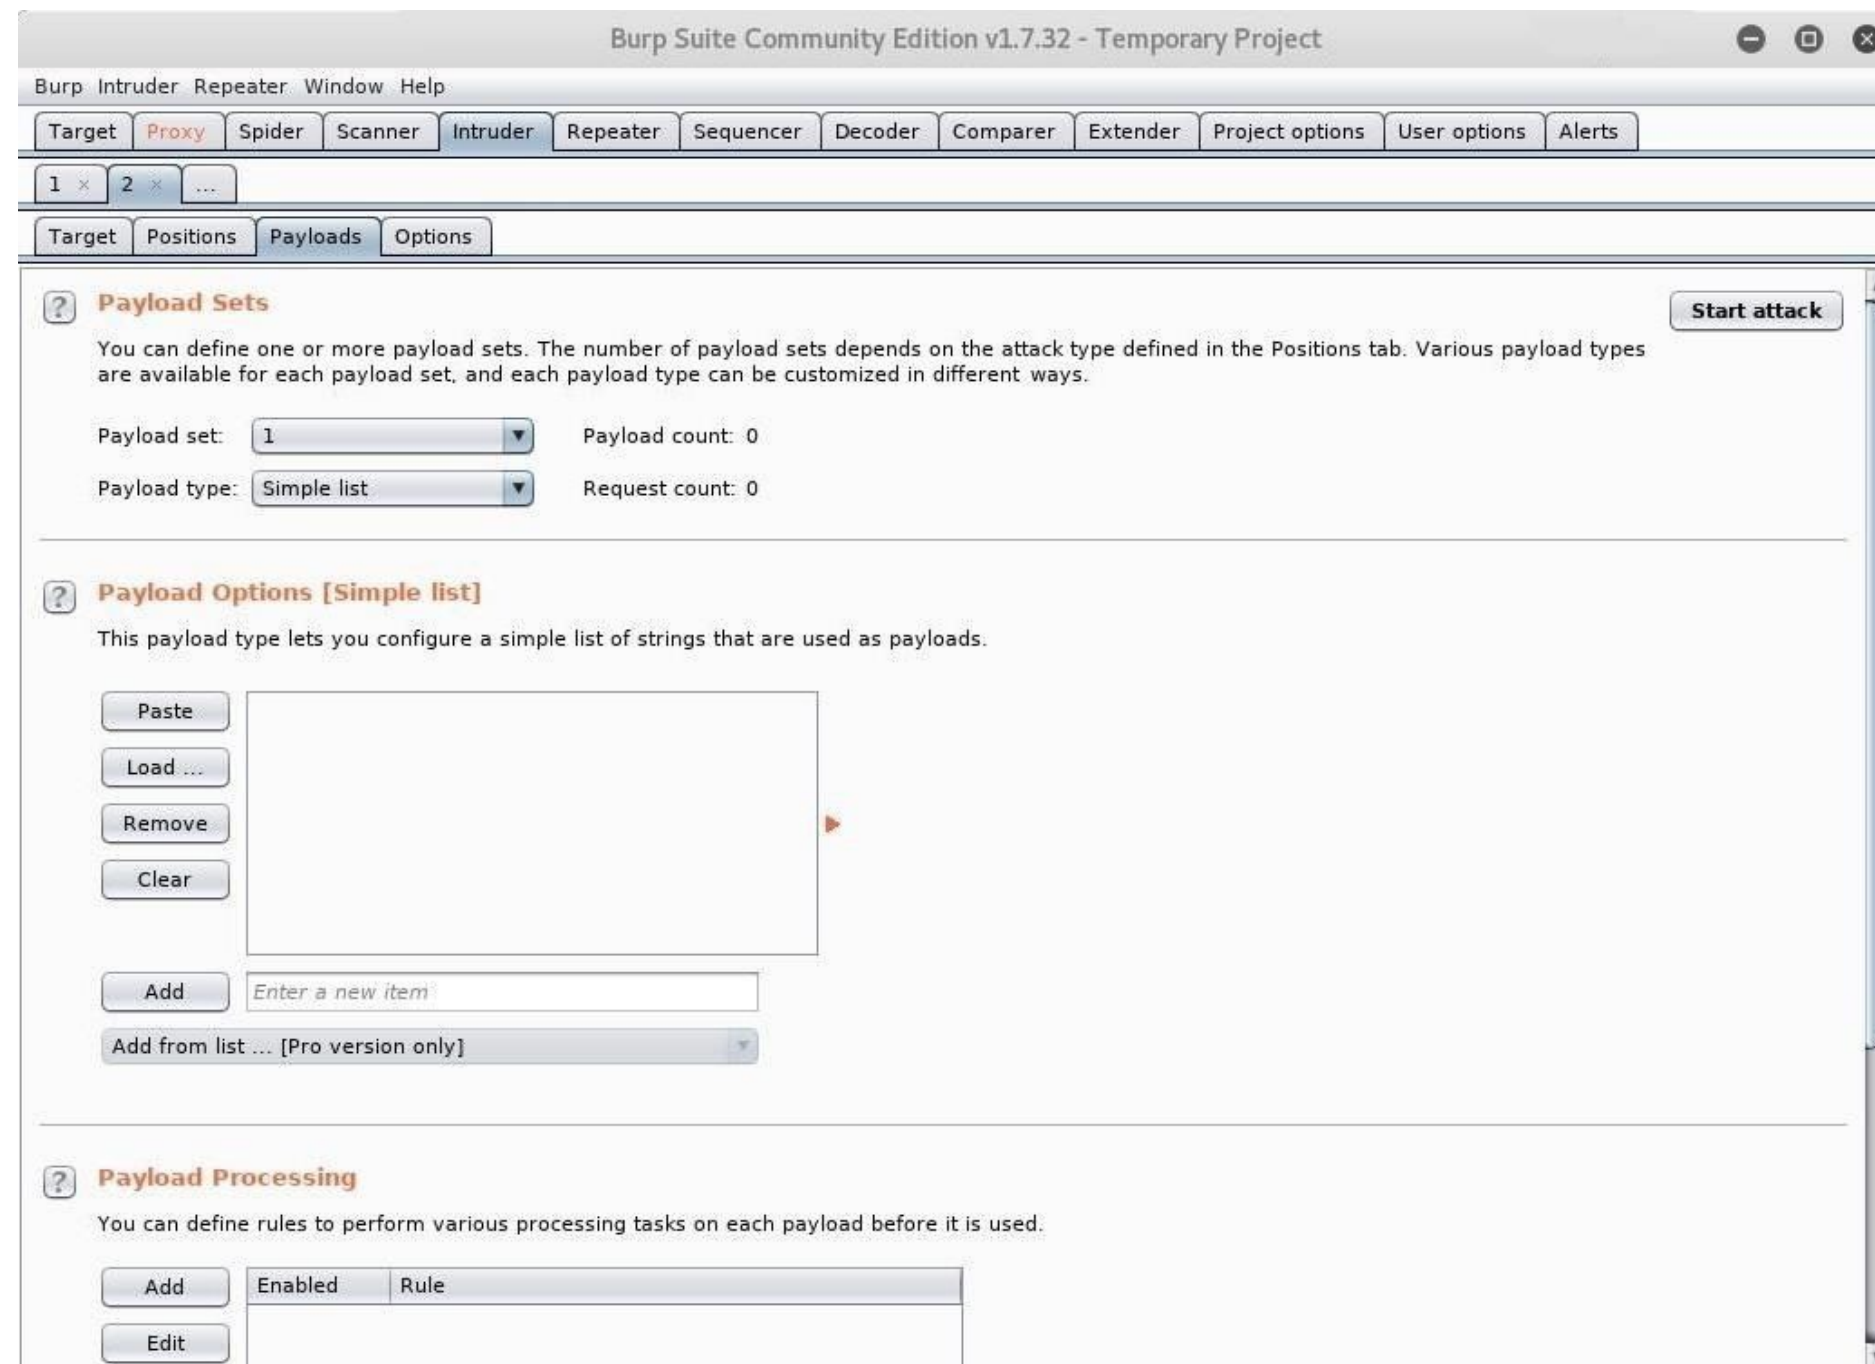 Burp Suite Community Edition v1.7.32 - Temporary Project
Burp Intruder Repeater Window Help
Target Proxy Spider Scanner Intruder Repeater Sequencer Decoder Comparer Extender Project options User options Alerts
1 × 2 × ...
Target Positions Payloads Options
? Payload Sets
Start attack
You can define one or more payload sets. The number of payload sets depends on the attack type defined in the Positions tab. Various payload types
are available for each payload set, and each payload type can be customized in different ways.
Payload set: 1 Payload count: 0
Payload type: Simple list Request count: 0
? Payload Options [Simple list]
This payload type lets you configure a simple list of strings that are used as payloads.
Paste
Load ...
Remove
Clear
Add Enter a new item
Add from list ... [Pro version only]
? Payload Processing
You can define rules to perform various processing tasks on each payload before it is used.
Add Enabled Rule
Edit